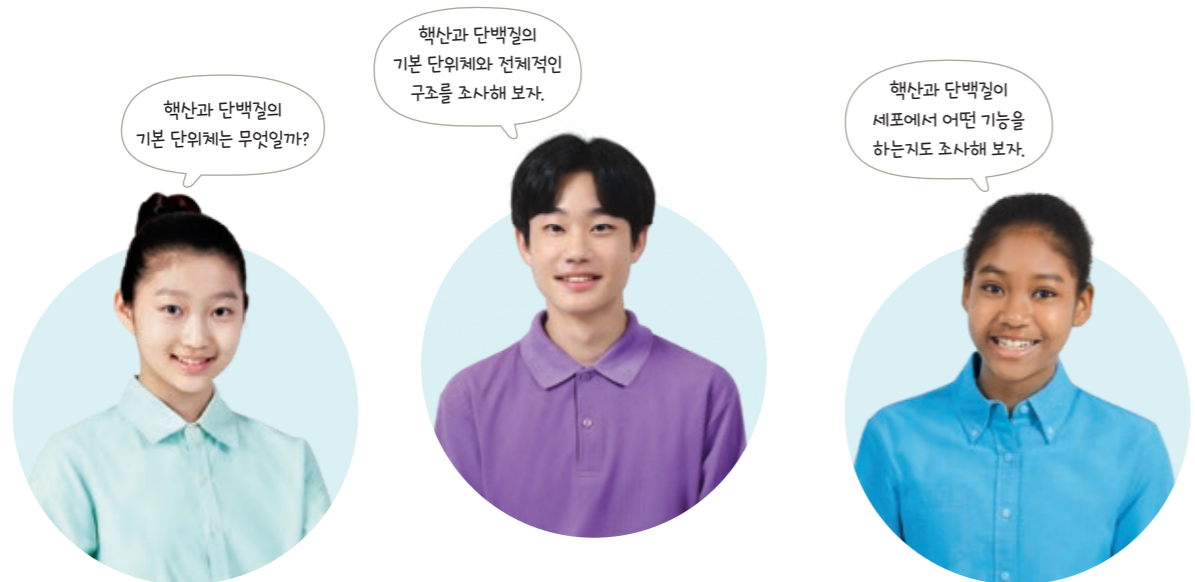 핵산과 단백질의
기본 단위체는 무엇일까?
핵산과 단백질의
기본 단위체와 전체적인
구조를 조사해 보자.
핵산과 단백질이
세포에서 어떤 기능을
하는지도 조사해 보자.